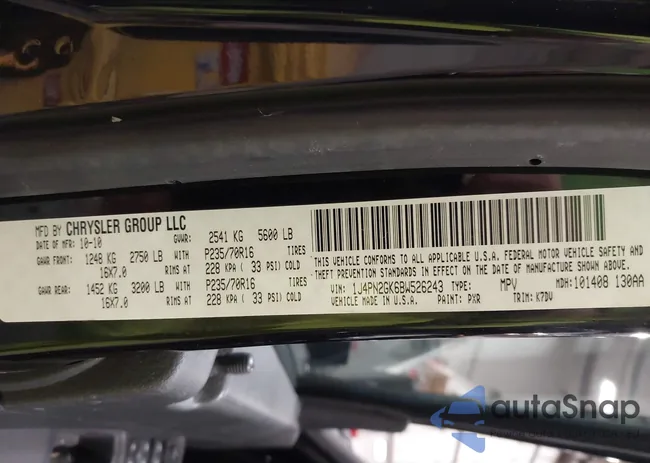 MFD BY CHRYSLER GROUP LLC
DATE OF MFR: 10-10 GVWR: 2541 KG 5600 LB
GAWR FRONT: 1248 KG 2750 LB WITH P235/70R16 TIRES
16X7.0 RIMS AT 228 KPA ( 33 PSI) COLD
GAWR REAR: 1452 KG 3200 LB WITH P235/70R16 TIRES
16X7.0 RIMS AT 228 KPA ( 33 PSI) COLD
THIS VEHICLE CONFORMS TO ALL APPLICABLE U.S.A. FEDERAL MOTOR VEHICLE SAFETY AND
THEFT PREVENTION STANDARDS IN EFFECT ON THE DATE OF MANUFACTURE SHOWN ABOVE.
VIN: 1J4PN2GK6BW526243 TYPE: MPV MDH: 101408 130AA
VEHICLE MADE IN U.S.A. PAINT: PXR TRIM: K7DV
autaSnap